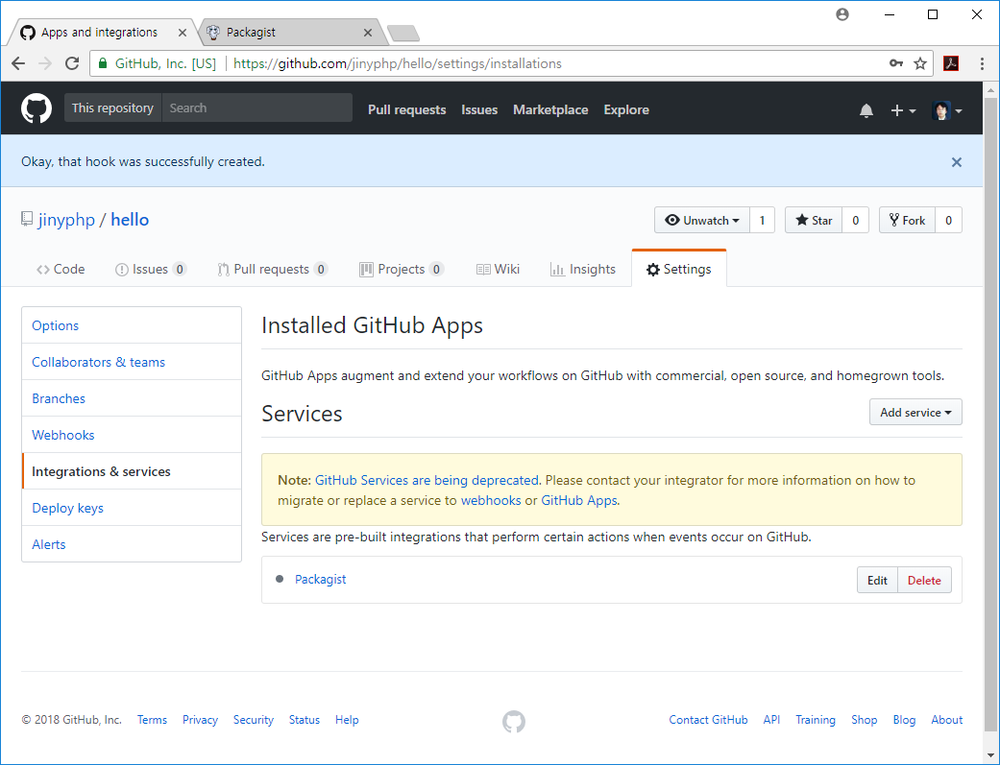 Apps and integrations
Packagist
GitHub, Inc. [US] https://github.com/jinyphp/hello/settings/installations
This repository Search Pull requests Issues Marketplace Explore
Okay, that hook was successfully created.
jinyphp / hello
Unwatch 1 Star 0 Fork 0
Code Issues 0 Pull requests 0 Projects 0 Wiki Insights Settings
Options
Collaborators & teams
Branches
Webhooks
Integrations & services
Deploy keys
Alerts
Installed GitHub Apps
GitHub Apps augment and extend your workflows on GitHub with commercial, open source, and homegrown tools.
Services
Add service
Note: GitHub Services are being deprecated. Please contact your integrator for more information on how to
migrate or replace a service to webhooks or GitHub Apps.
Services are pre-built integrations that perform certain actions when events occur on GitHub.
Packagist
Edit Delete
© 2018 GitHub, Inc. Terms Privacy Security Status Help
Contact GitHub API Training Shop Blog About